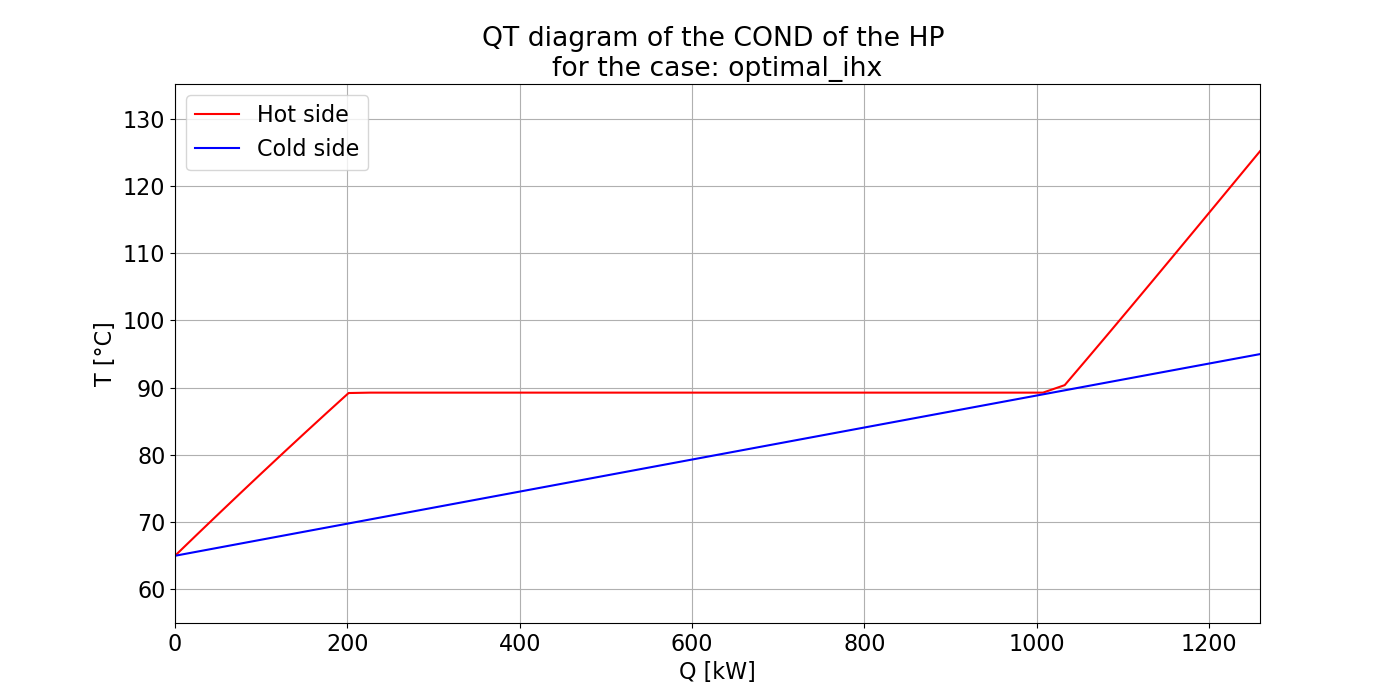 QT diagram of the COND of the HP
for the case: optimal_ihx
Hot side
Cold side
T [°C]
130
120
110
100
90
80
70
60
0 200 400 600 800 1000 1200
Q [kW]